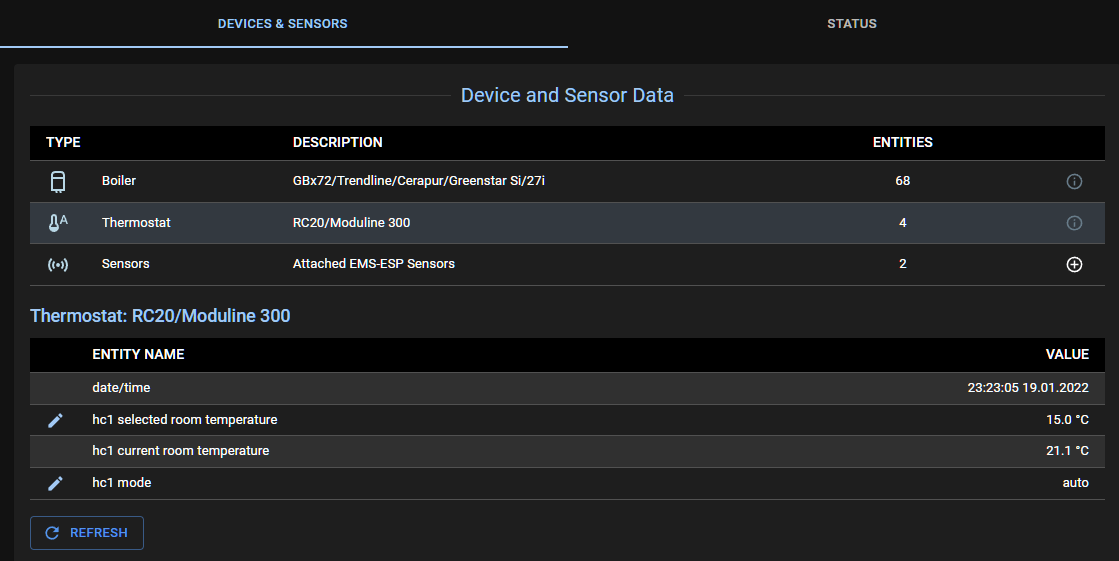 DEVICES & SENSORS STATUS
Device and Sensor Data
TYPE DESCRIPTION ENTITIES
Boiler GBx72/Trendline/Cerapur/Greenstar Si/27i 68
A Thermostat RC20/Moduline 300 4
Sensors Attached EMS-ESP Sensors 2
Thermostat: RC20/Moduline 300
ENTITY NAME VALUE
date/time 23:23:05 19.01.2022
hc1 selected room temperature 15.0 °C
hc1 current room temperature 21.1 °C
hc1 mode auto
REFRESH